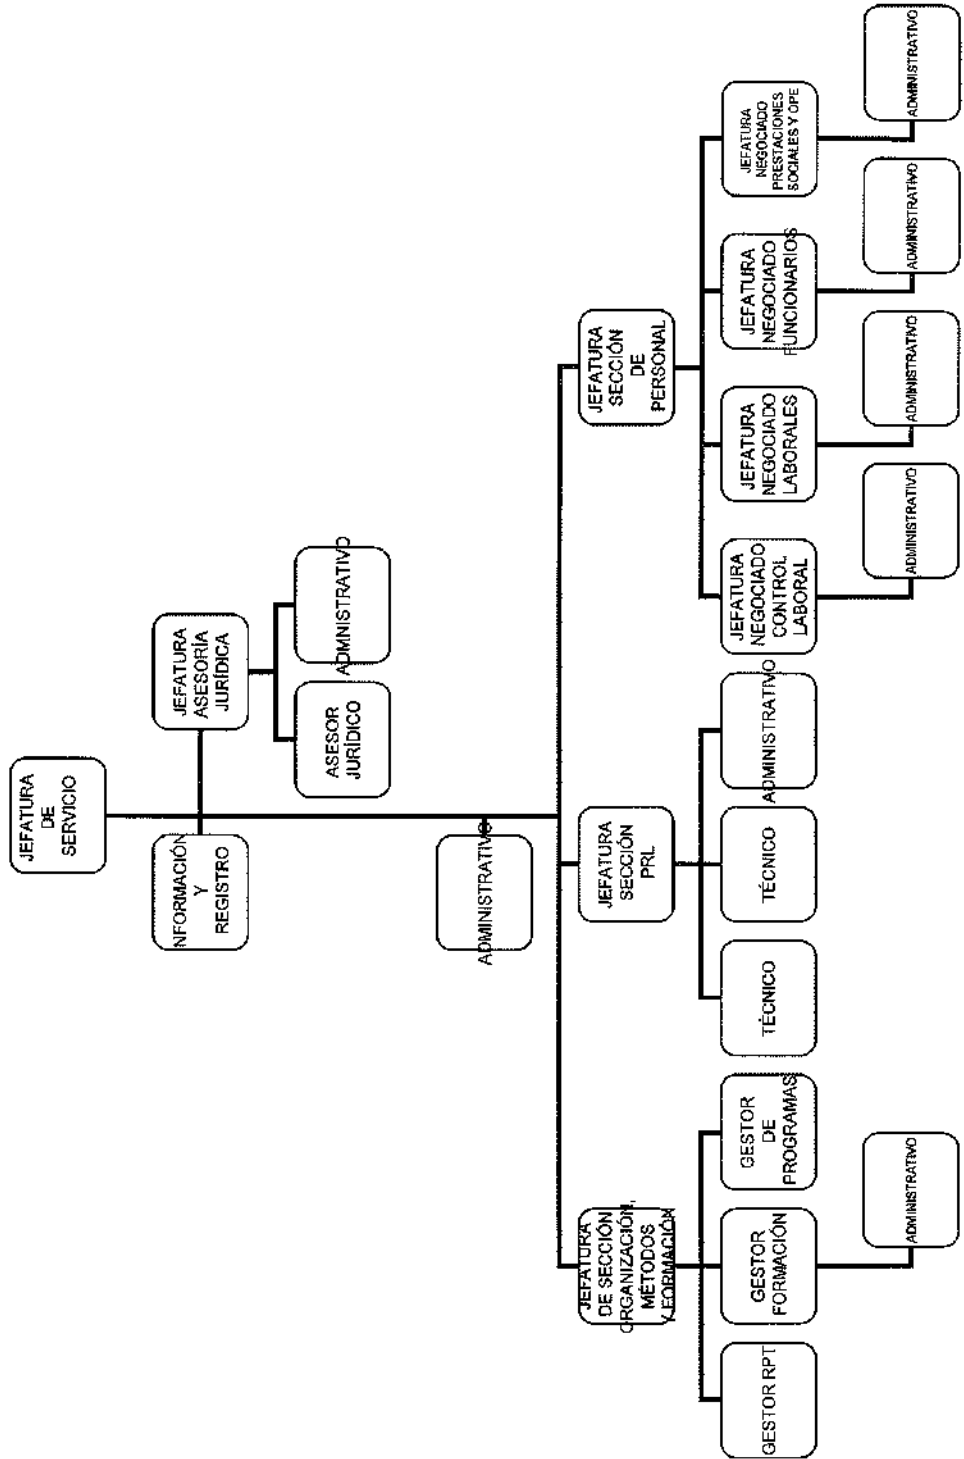 JEFATURA
DE
SERVICIO
NFORMACIÓN
Y
REGISTRO
JEFATURA
ASESORÍA
JURÍDICA
ASESOR
JURÍDICO
ADMNISTRATIVO
ADMINISTRATIVO
JEFATURA
DE SECCIÓN
ORGANIZACIÓN,
MÉTODOS
Y FORMACIÓN
JEFATURA
SECCIÓN
PRL
JEFATURA
SECCIÓN
DE
PERSONAL
GESTOR RPT
GESTOR
FORMACIÓN
GESTOR
DE
PROGRAMAS
TÉCNICO
TÉCNICO
ADMINISTRATIVO
JEFATURA
NEGOCIADO
CONTROL
LABORAL
JEFATURA
NEGOCIADO
LABORALES
JEFATURA
NEGOCIADO
FUNCIONARIOS
JEFATURA
NEGOCIADO
PRESTACIONES
SOCIALES Y OPE
ADMINISTRATIVO
ADMINISTRATIVO
ADMINISTRATIVO
ADMINISTRATIVO
ADMINISTRATIVO